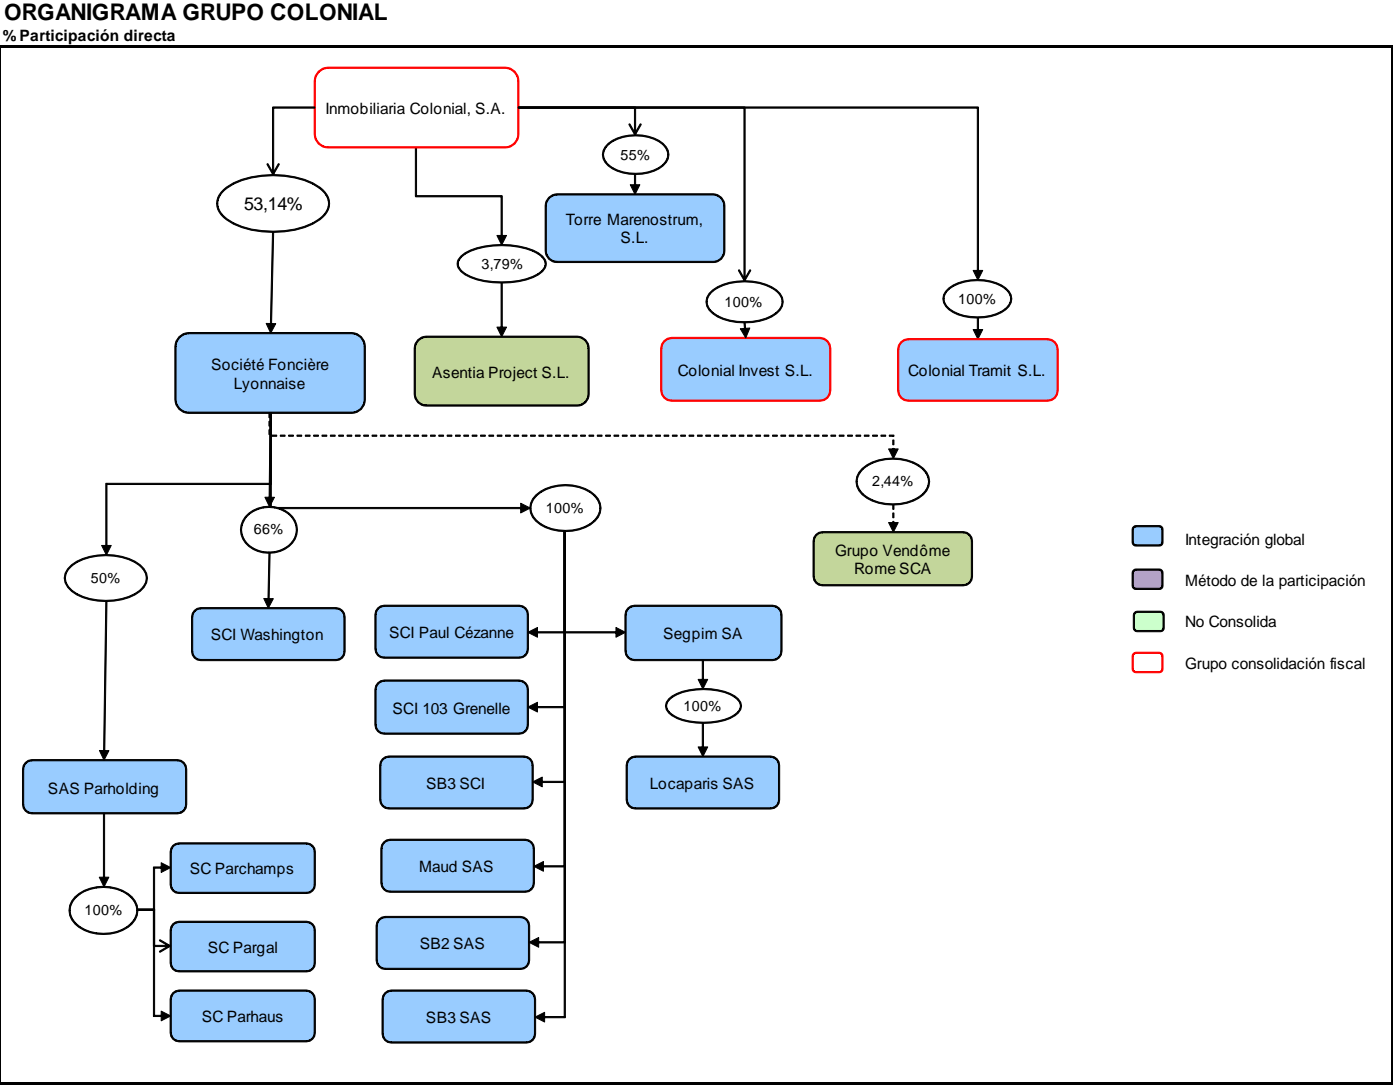 ORGANIGRAMA GRUPO COLONIAL
% Participación directa
Inmobiliaria Colonial, S.A.
55%
53,14%
Torre Marenostrum,
S.L.
3,79%
100%
100%
Société Foncière
Lyonnaise
Asentia Project S.L.
Colonial Invest S.L.
Colonial Tramit S.L.
2,44%
100%
66%
Grupo Vendôme
Rome SCA
50%
Integración global
Método de la participación
No Consolida
Grupo consolidación fiscal
SCI Washington
SCI Paul Cézanne
Segpim SA
SCI 103 Grenelle
100%
SAS Parholding
SB3 SCI
Locaparis SAS
SC Parchamps
Maud SAS
100%
SC Pargal
SB2 SAS
SC Parhaus
SB3 SAS